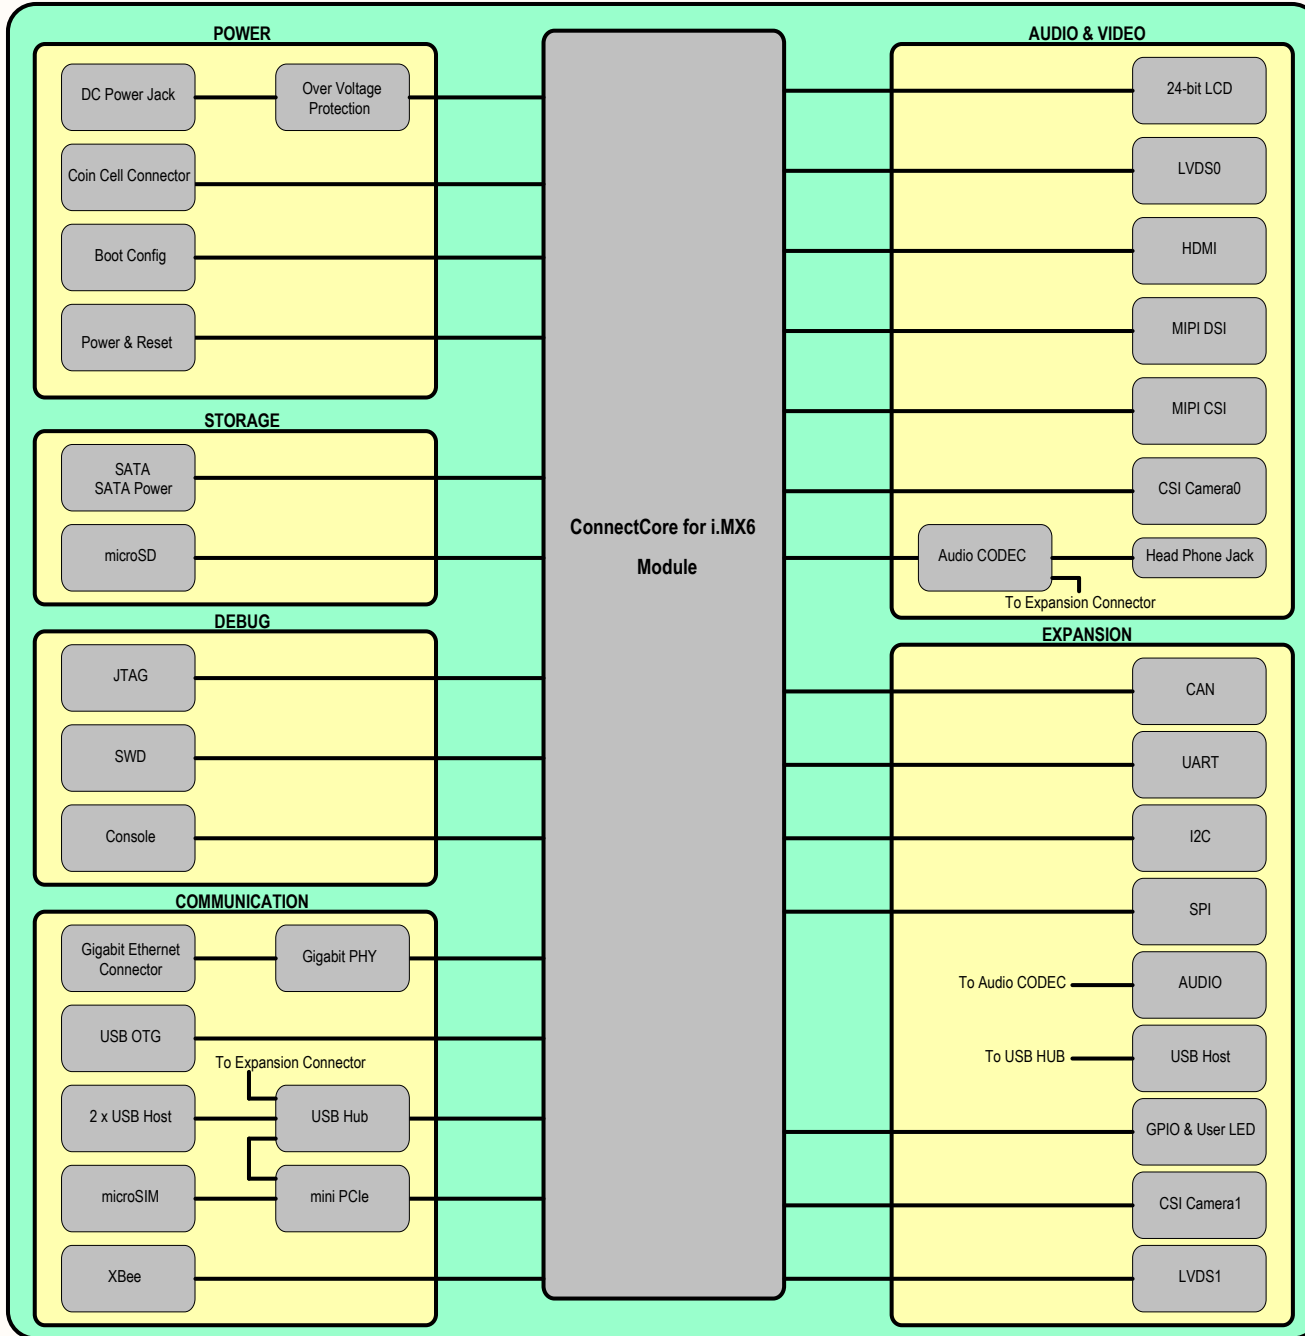 POWER
DC Power Jack
Over Voltage
Protection
Coin Cell Connector
Boot Config
Power & Reset
STORAGE
SATA
SATA Power
microSD
DEBUG
JTAG
SWD
Console
COMMUNICATION
Gigabit Ethernet
Connector
Gigabit PHY
USB OTG
To Expansion Connector
2 x USB Host
USB Hub
microSIM
mini PCIe
XBee
ConnectCore for i.MX6
Module
AUDIO & VIDEO
24-bit LCD
LVDS0
HDMI
MIPI DSI
MIPI CSI
CSI Camera0
Audio CODEC
Head Phone Jack
To Expansion Connector
EXPANSION
CAN
UART
I2C
SPI
To Audio CODEC
AUDIO
To USB HUB
USB Host
GPIO & User LED
CSI Camera1
LVDS1